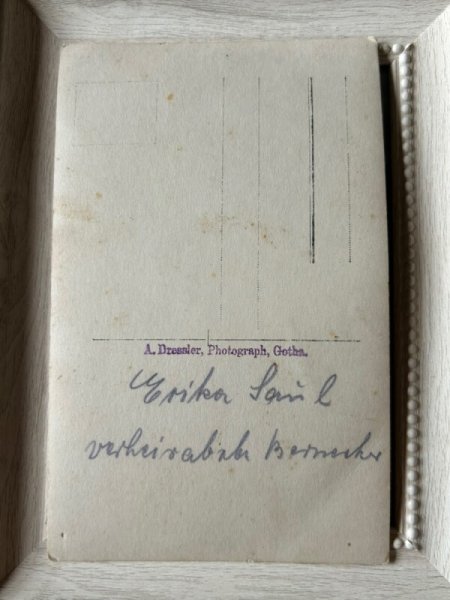 A. Dressler, Photograph, Gotha.
Erika Saul
verheiratete Bernecker